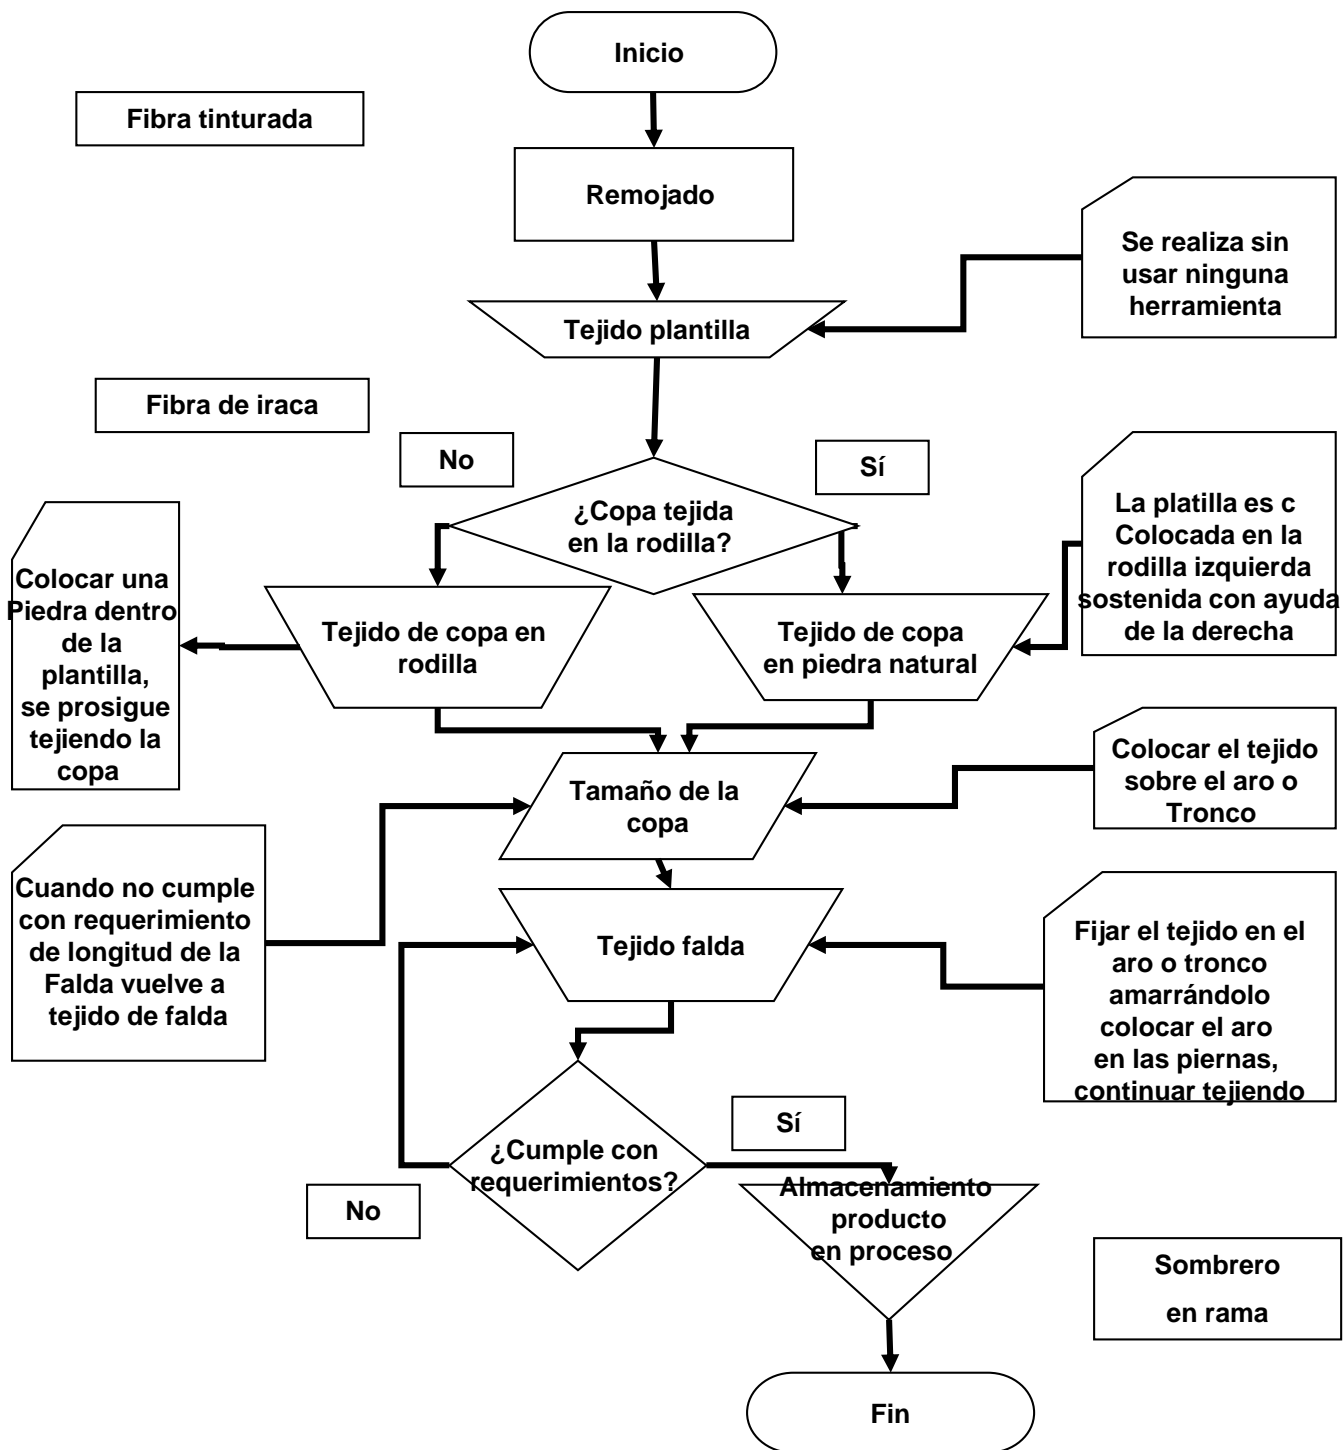 Inicio
Fibra tinturada
Remojado
Se realiza sin
usar ninguna
herramienta
Tejido plantilla
Fibra de iraca
No
Sí
¿Copa tejida
en la rodilla?
La platilla es c
Colocada en la
rodilla izquierda
sostenida con ayuda
de la derecha
Colocar una
Piedra dentro
de la
plantilla,
se prosigue
tejiendo la
copa
Tejido de copa en
rodilla
Tejido de copa
en piedra natural
Colocar el tejido
sobre el aro o
Tronco
Tamaño de la
copa
Cuando no cumple
con requerimiento
de longitud de la
Falda vuelve a
tejido de falda
Tejido falda
Fijar el tejido en el
aro o tronco
amarrándolo
colocar el aro
en las piernas,
continuar tejiendo
Sí
¿Cumple con
requerimientos?
No
Almacenamiento
producto
en proceso
Sombrero
en rama
Fin